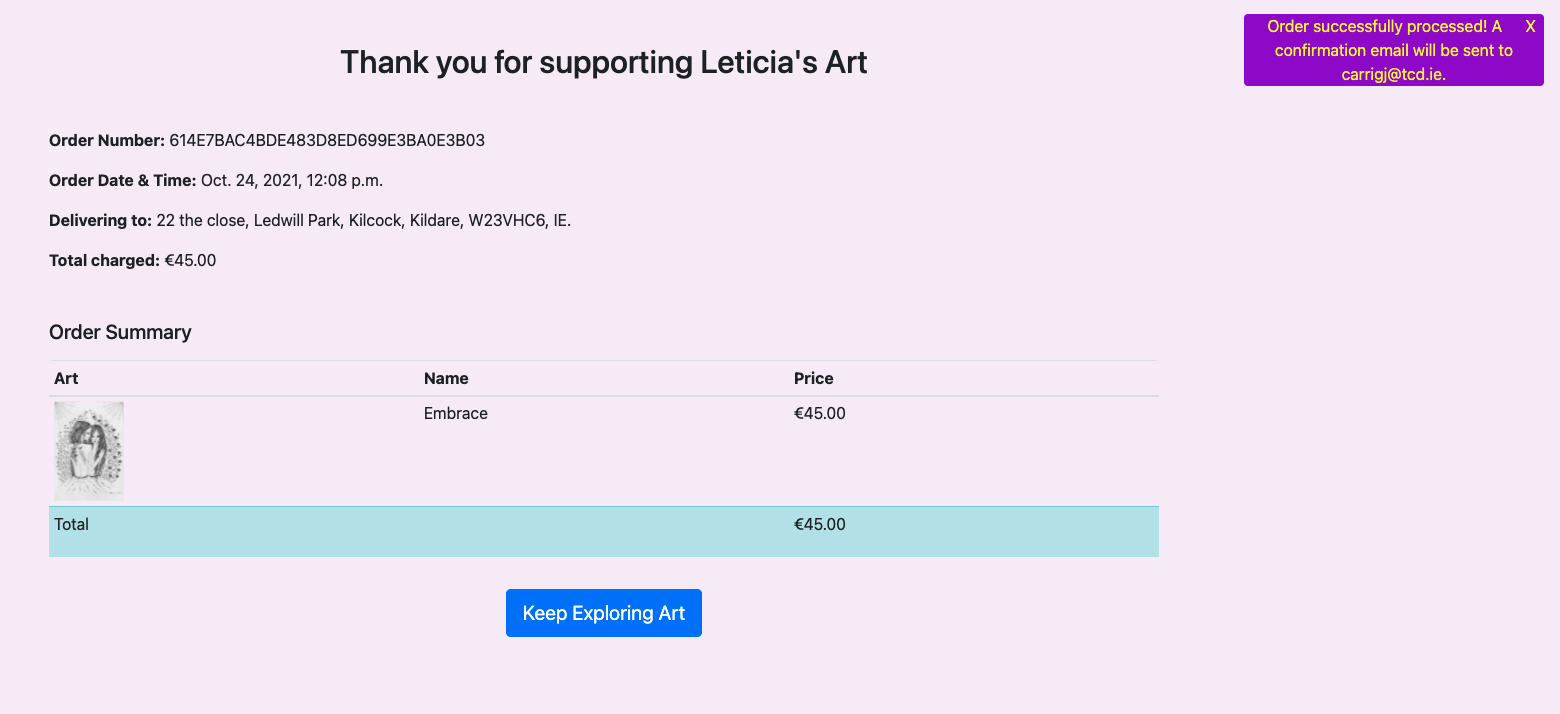 Order successfully processed! A X
confirmation email will be sent to
carrigj@tcd.ie.
Thank you for supporting Leticia's Art
Order Number: 614E7BAC4BDE483D8ED699E3BA0E3B03
Order Date & Time: Oct. 24, 2021, 12:08 p.m.
Delivering to: 22 the close, Ledwill Park, Kilcock, Kildare, W23VHC6, IE.
Total charged: €45.00
Order Summary
Art Name Price
Embrace €45.00
Total €45.00
Keep Exploring Art